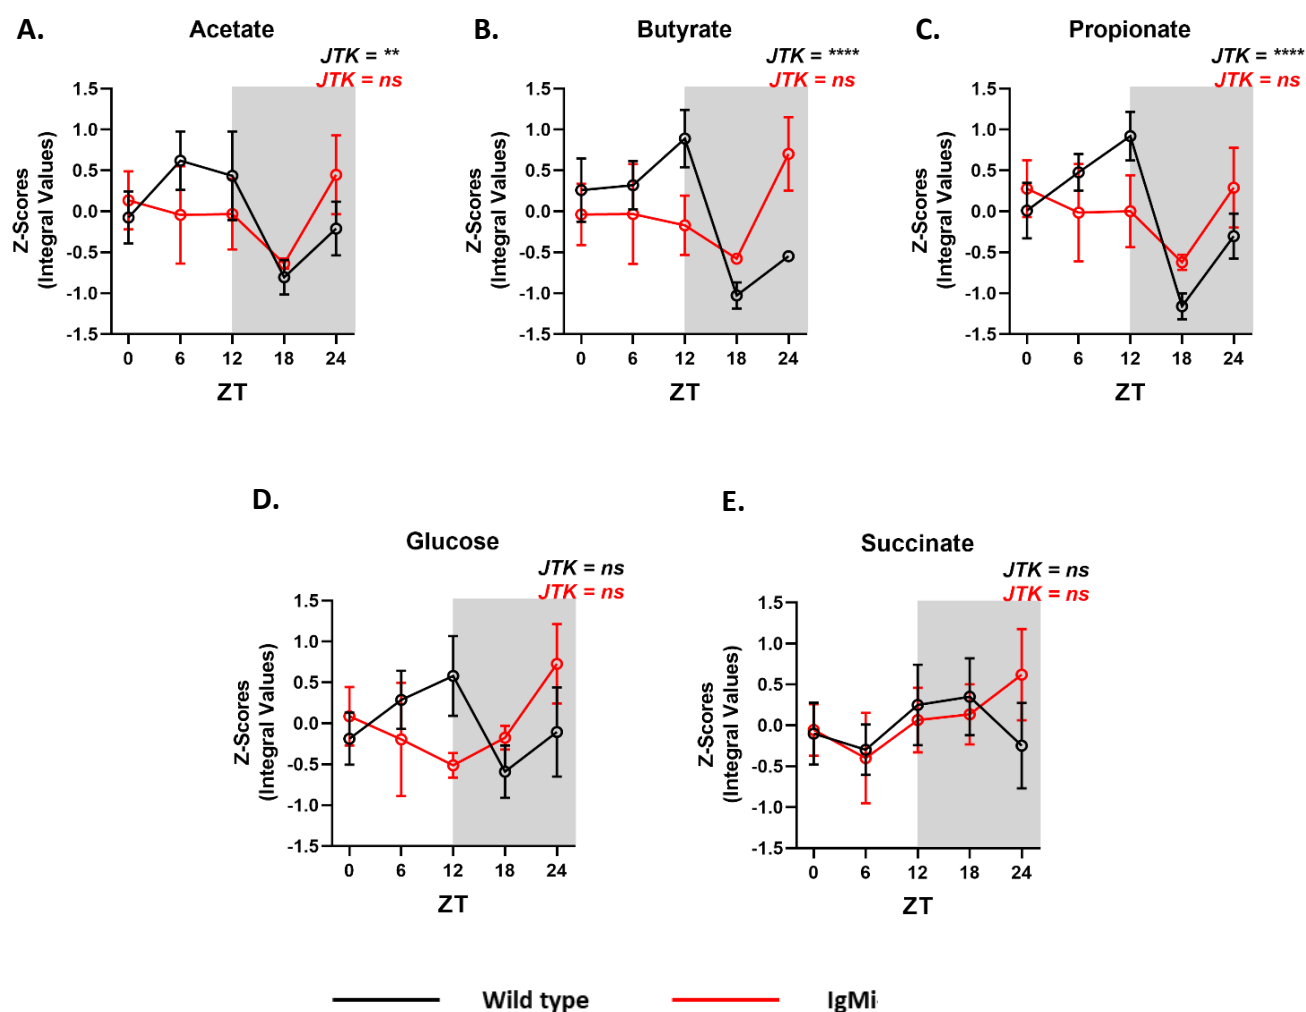 A. Acetate
JTK = **
JTK = ns
1.5
1.0
0.5
0.0
-0.5
-1.0
-1.5
Z-Scores
(Integral Values)
0 6 12 18 24
ZT
B. Butyrate
JTK = ****
JTK = ns
1.5
1.0
0.5
0.0
-0.5
-1.0
-1.5
Z-Scores
(Integral Values)
0 6 12 18 24
ZT
C. Propionate
JTK = ****
JTK = ns
1.5
1.0
0.5
0.0
-0.5
-1.0
-1.5
Z-Scores
(Integral Values)
0 6 12 18 24
ZT
D.
Glucose
JTK = ns
JTK = ns
1.5
1.0
0.5
0.0
-0.5
-1.0
-1.5
Z-Scores
(Integral Values)
0 6 12 18 24
ZT
E.
Succinate
JTK = ns
JTK = ns
1.5
1.0
0.5
0.0
-0.5
-1.0
-1.5
Z-Scores
(Integral Values)
0 6 12 18 24
ZT
Wild type IgMi